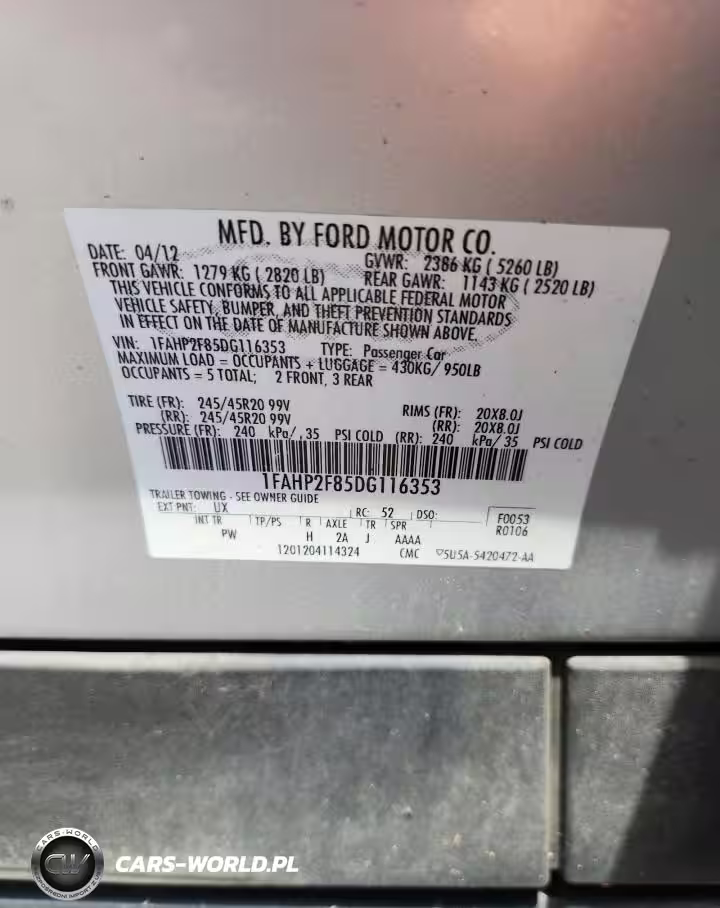 MFD. BY FORD MOTOR CO.
DATE: 04/12 GVWR: 2386 KG ( 5260 LB)
FRONT GAWR: 1279 KG ( 2820 LB) REAR GAWR: 1143 KG ( 2520 LB)
THIS VEHICLE CONFORMS TO ALL APPLICABLE FEDERAL MOTOR
VEHICLE SAFETY, BUMPER, AND THEFT PREVENTION STANDARDS
IN EFFECT ON THE DATE OF MANUFACTURE SHOWN ABOVE.
VIN: 1FAHP2F85DG116353 TYPE: Passenger Car
MAXIMUM LOAD = OCCUPANTS + LUGGAGE = 430KG/ 950LB
OCCUPANTS = 5 TOTAL; 2 FRONT, 3 REAR
TIRE (FR): 245/45R20 99V RIMS (FR): 20X8.0J
(RR): 245/45R20 99V (RR): 20X8.0J
PRESSURE (FR): 240 kPa/ 35 PSI COLD (RR): 240 kPa/ 35 PSI COLD
1FAHP2F85DG116353
TRAILER TOWING - SEE OWNER GUIDE
EXT PNT: UX RC: 52 DSO: F0053
INT TR TP/PS R AXLE TR SPR R0106
PW H 2A J AAAA
1201204114324 CMC 5U5A-5420472-AA
CARS-WORLD
CW
CARS-WORLD.PL